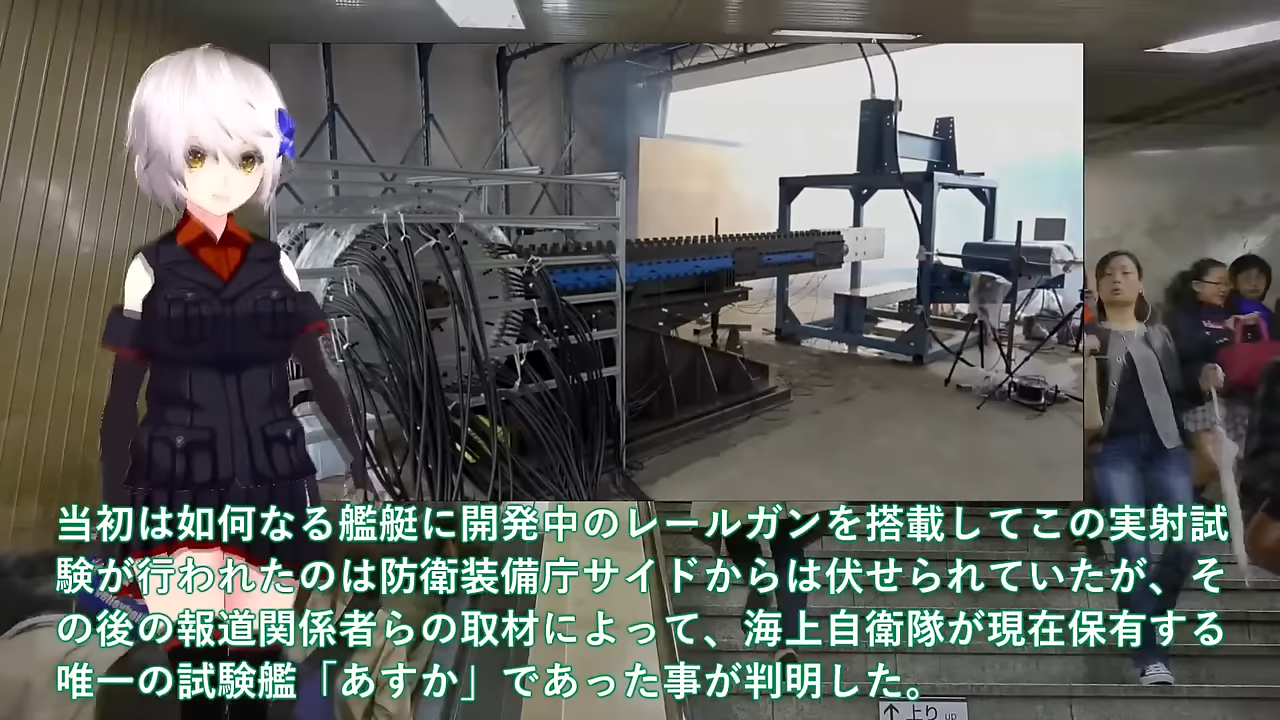 当初は如何なる艦艇に開発中のレールガンを搭載してこの実射試
験が行われたのは防衛装備庁サイドからは伏せられていたが、そ
の後の報道関係者らの取材によって、海上自衛隊が現在保有する
唯一の試験艦「あすか」であった事が判明した。
↑上り up